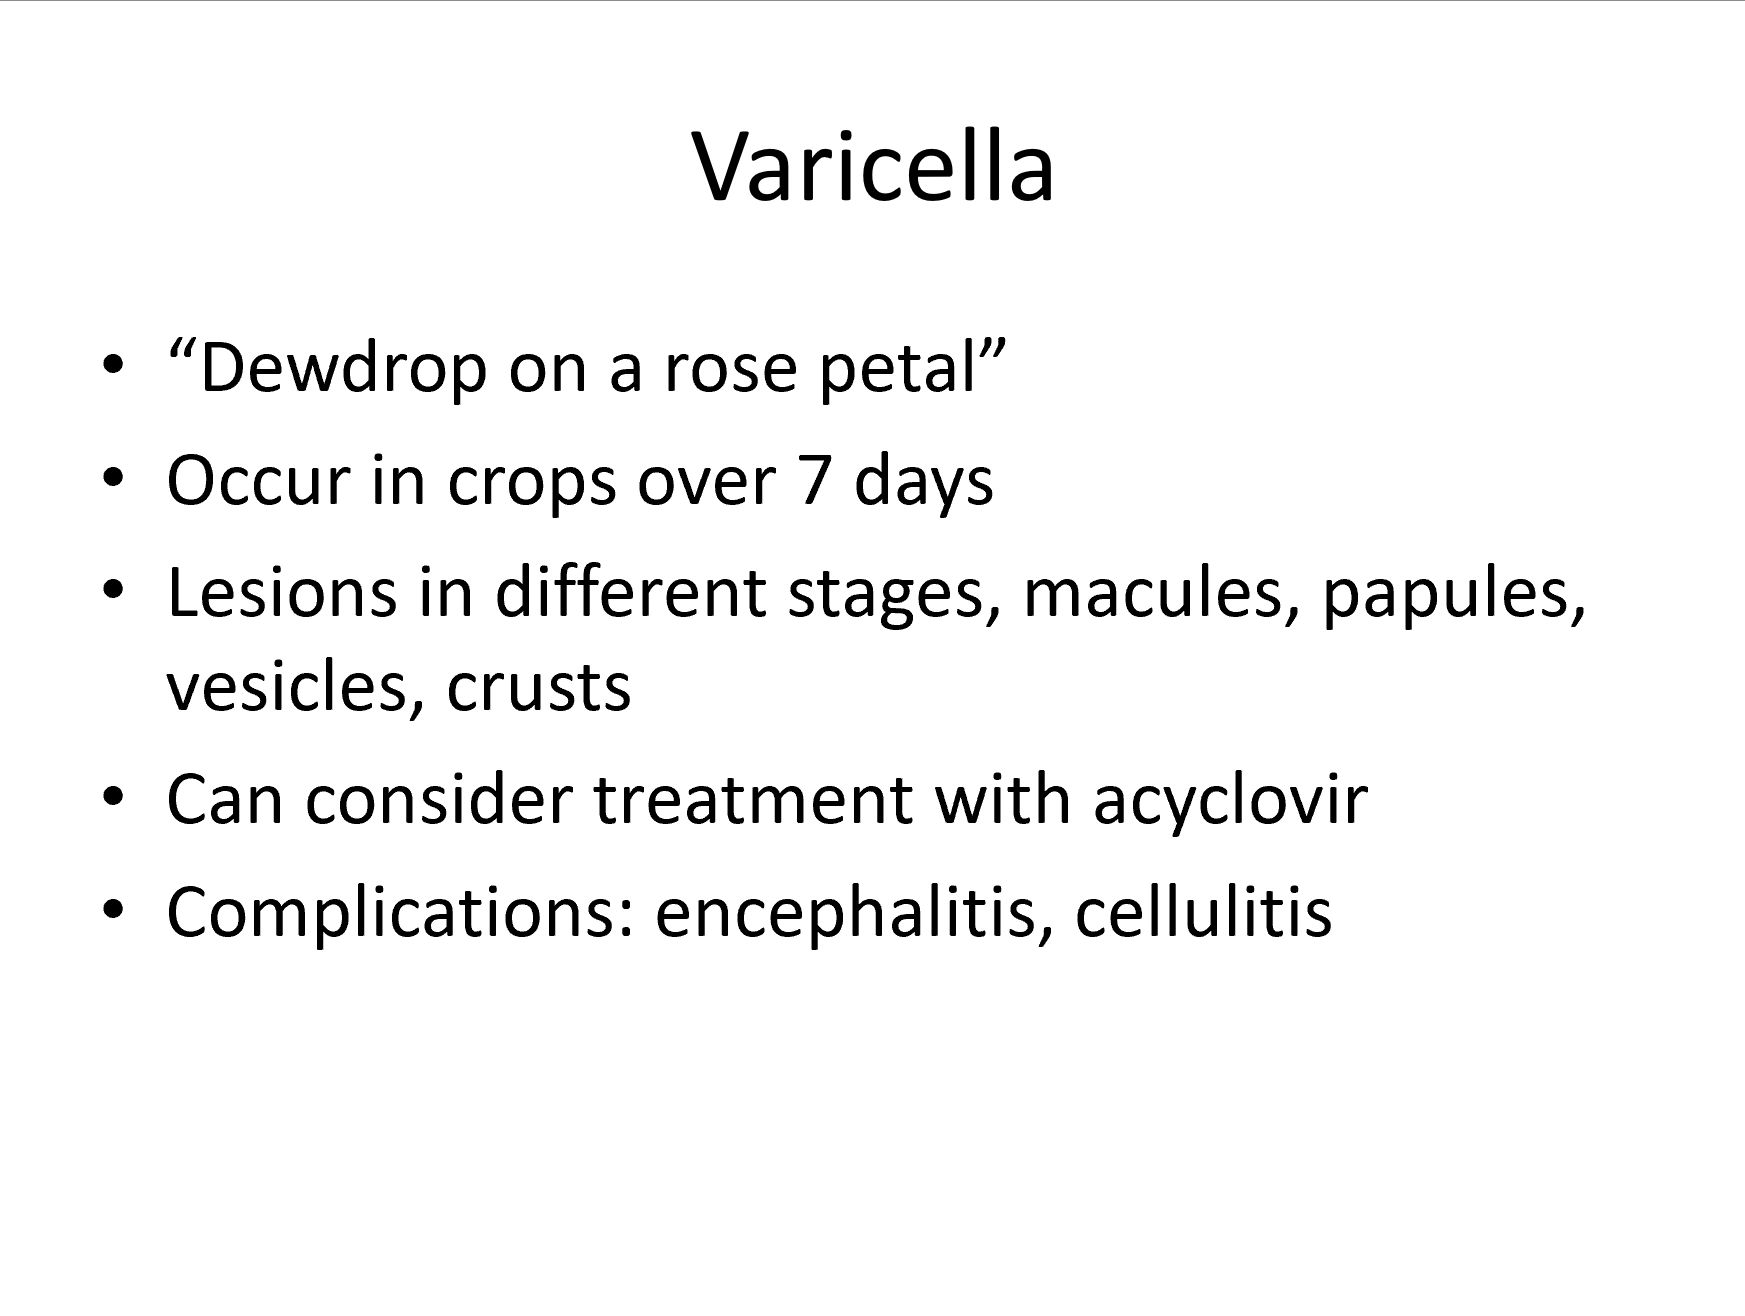 Varicella
• “Dewdrop on a rose petal”
• Occur in crops over 7 days
• Lesions in different stages, macules, papules,
vesicles, crusts
• Can consider treatment with acyclovir
• Complications: encephalitis, cellulitis